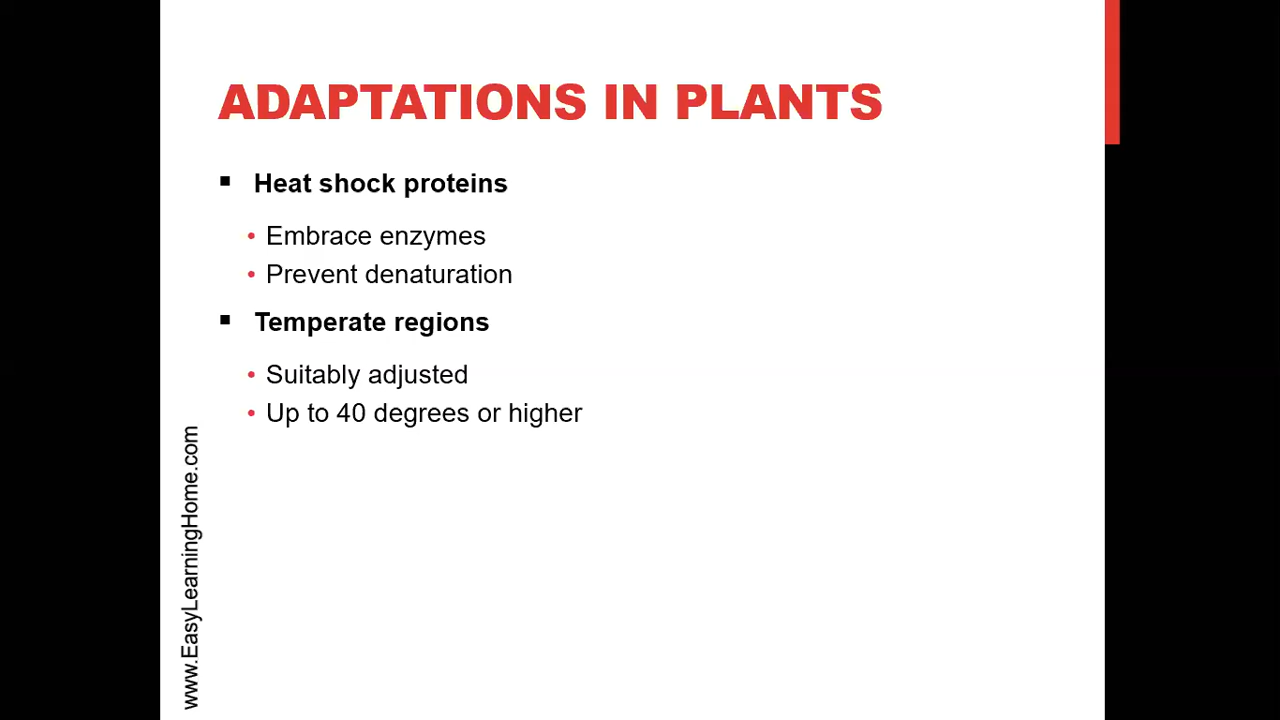 ADAPTATIONS IN PLANTS
Heat shock proteins
Embrace enzymes
Prevent denaturation
Temperate regions
Suitably adjusted
Up to 40 degrees or higher
www.EasyLearningHome.com